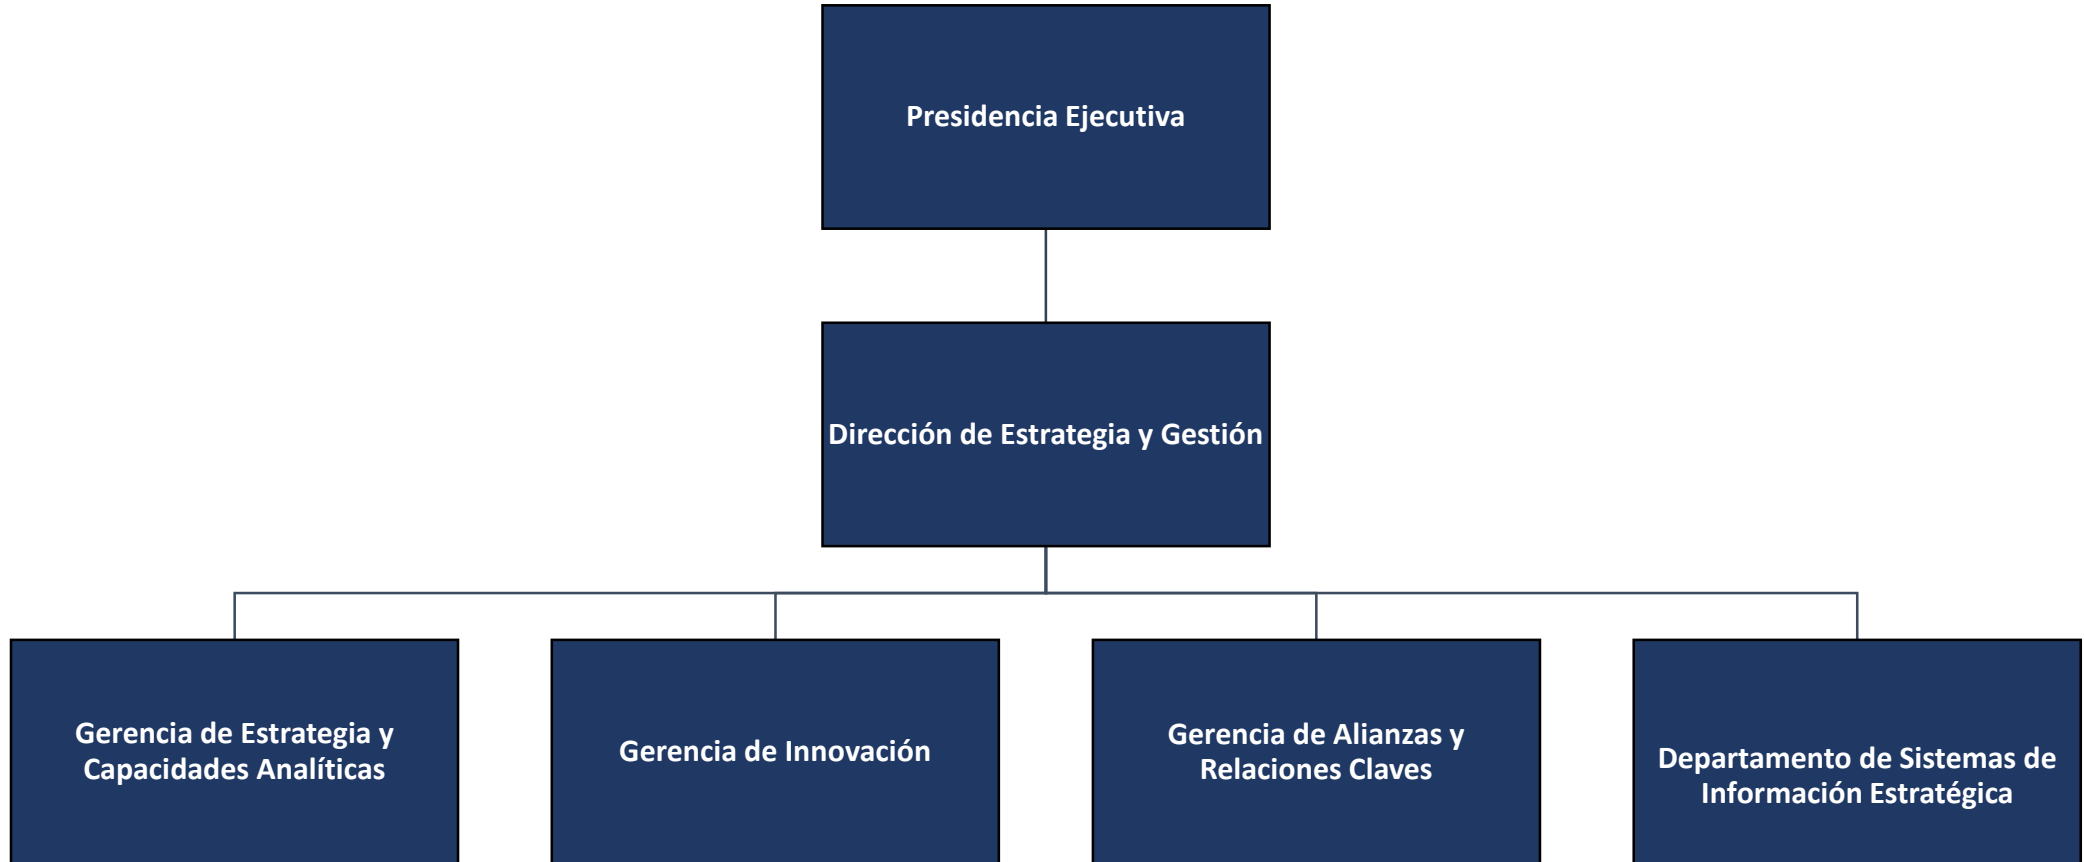 Presidencia Ejecutiva
Dirección de Estrategia y Gestión
Gerencia de Estrategia y
Capacidades Analíticas
Gerencia de Innovación
Gerencia de Alianzas y
Relaciones Claves
Departamento de Sistemas de
Información Estratégica